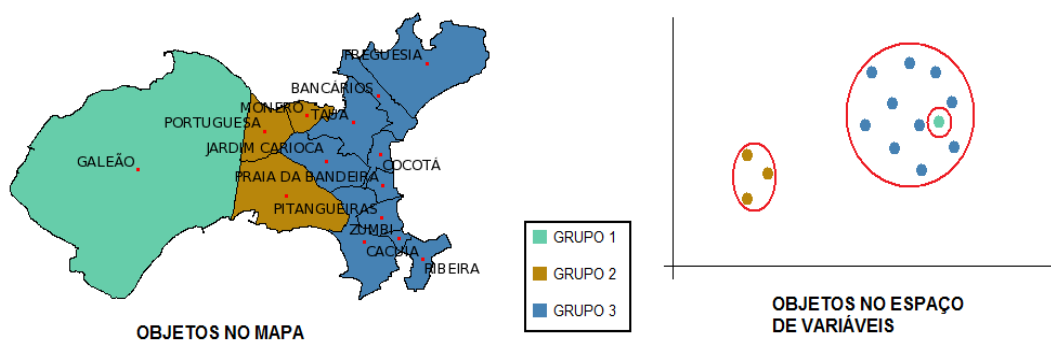 FREGUESIA
BANCÁRIOS
MONERÓ
TAUÁ
PORTUGUESA
JARDIM CARIOCA
GALEÃO
COCOTÁ
PRAIA DA BANDEIRA
PITANGUEIRAS
ZUMBI
CACUIA
RIBEIRA
OBJETOS NO MAPA
GRUPO 1
GRUPO 2
GRUPO 3
OBJETOS NO ESPAÇO
DE VARIÁVEIS